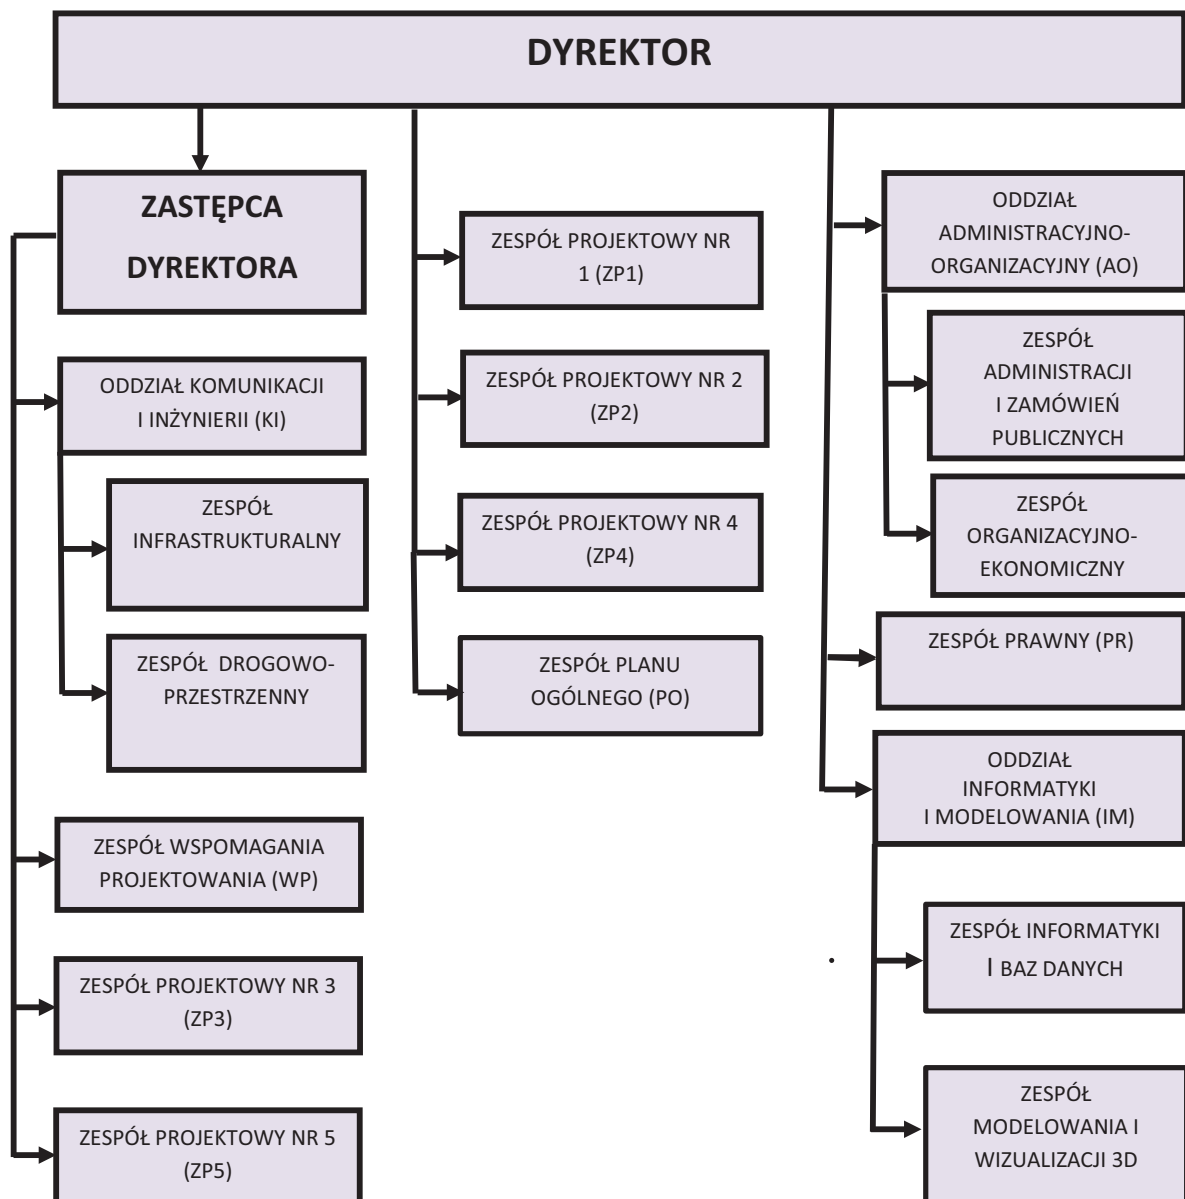 DYREKTOR
ZASTĘPCA
DYREKTORA
ODDZIAŁ KOMUNIKACJI
I INŻYNIERII (KI)
ZESPÓŁ
INFRASTRUKTURALNY
ZESPÓŁ DROGOWO-
PRZESTRZENNY
ZESPÓŁ WSPOMAGANIA
PROJEKTOWANIA (WP)
ZESPÓŁ PROJEKTOWY NR 3
(ZP3)
ZESPÓŁ PROJEKTOWY NR 5
(ZP5)
ZESPÓŁ PROJEKTOWY NR
1 (ZP1)
ZESPÓŁ PROJEKTOWY NR 2
(ZP2)
ZESPÓŁ PROJEKTOWY NR 4
(ZP4)
ZESPÓŁ PLANU
OGÓLNEGO (PO)
ODDZIAŁ
ADMINISTRACYJNO-
ORGANIZACYJNY (AO)
ZESPÓŁ
ADMINISTRACJI
I ZAMÓWIEŃ
PUBLICZNYCH
ZESPÓŁ
ORGANIZACYJNO-
EKONOMICZNY
ZESPÓŁ PRAWNY (PR)
ODDZIAŁ
INFORMATYKI
I MODELOWANIA (IM)
ZESPÓŁ INFORMATYKI
I BAZ DANYCH
ZESPÓŁ
MODELOWANIA I
WIZUALIZACJI 3D